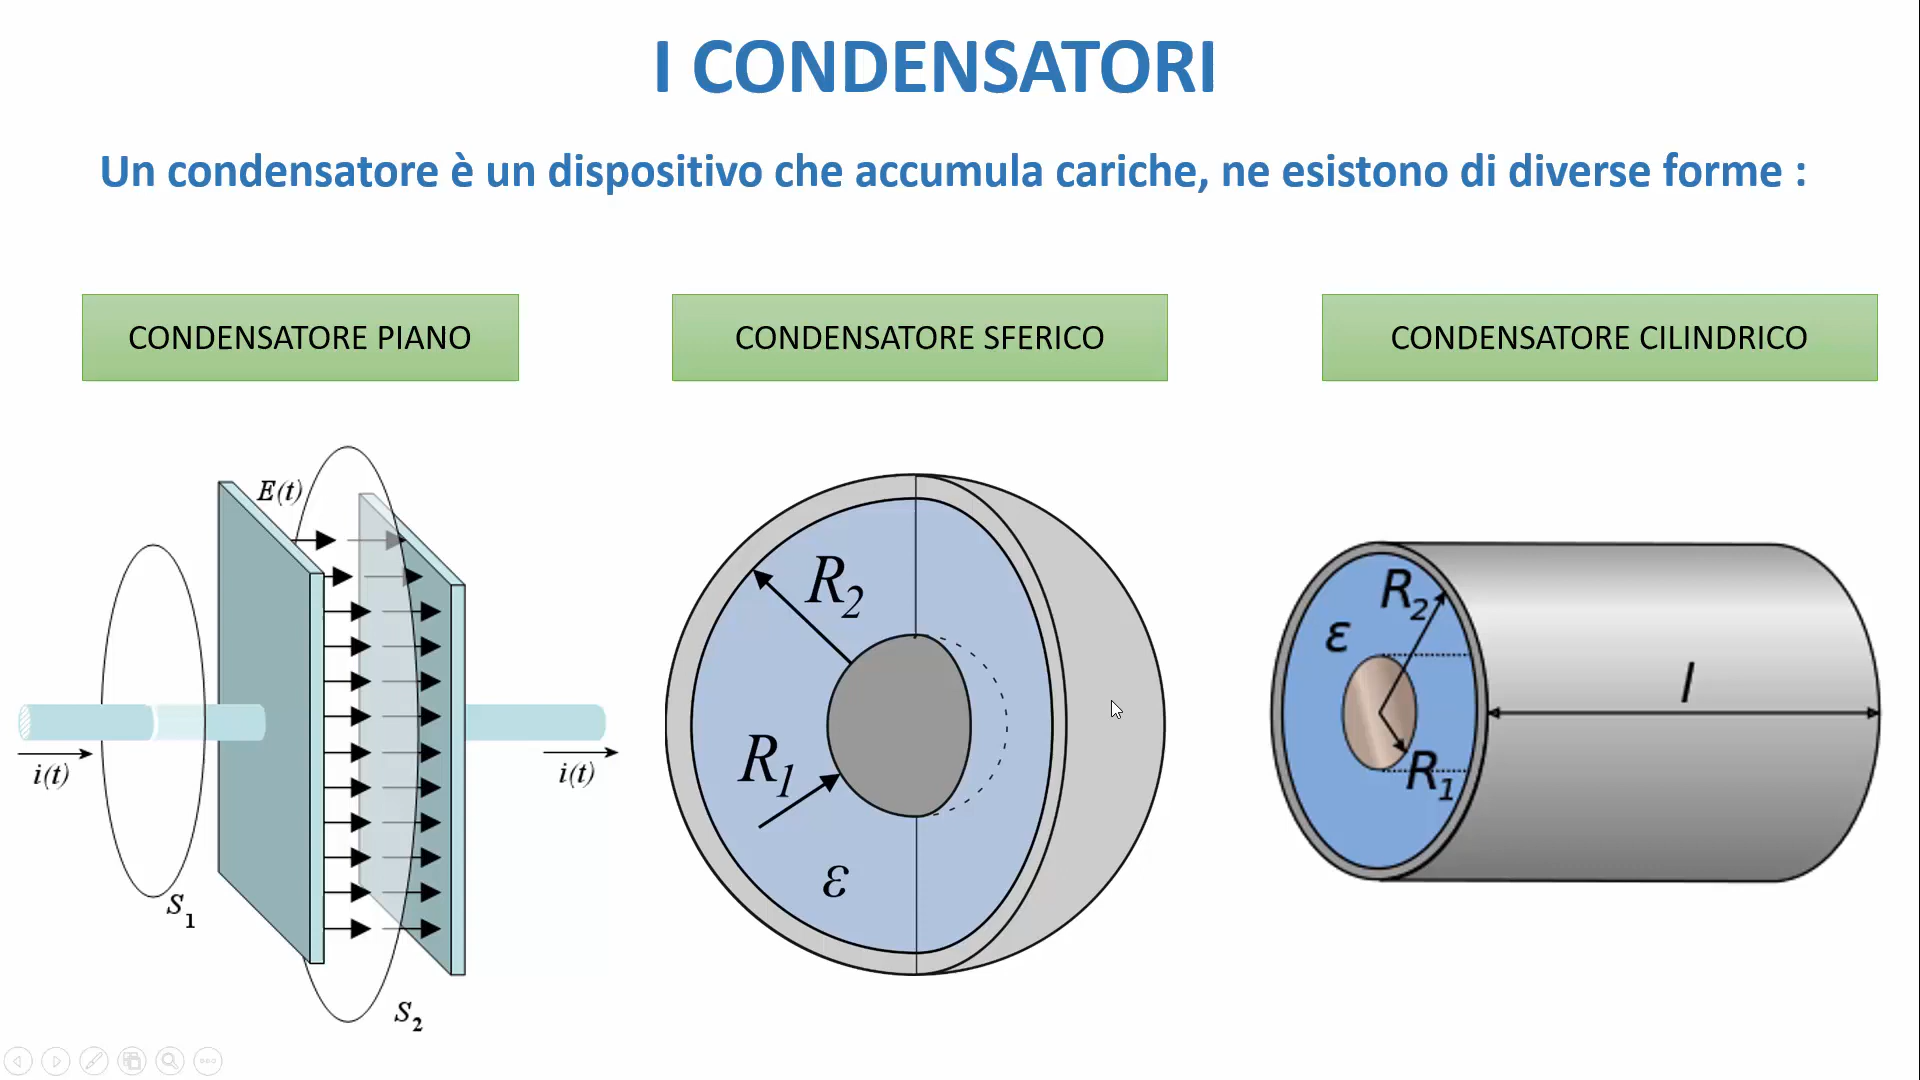 I CONDENSATORI
Un condensatore è un dispositivo che accumula cariche, ne esistono di diverse forme :
CONDENSATORE PIANO
CONDENSATORE SFERICO
CONDENSATORE CILINDRICO
E(t)
i(t)
i(t)
S1
S2
R2
R1
ε
R2
ε
l
R1